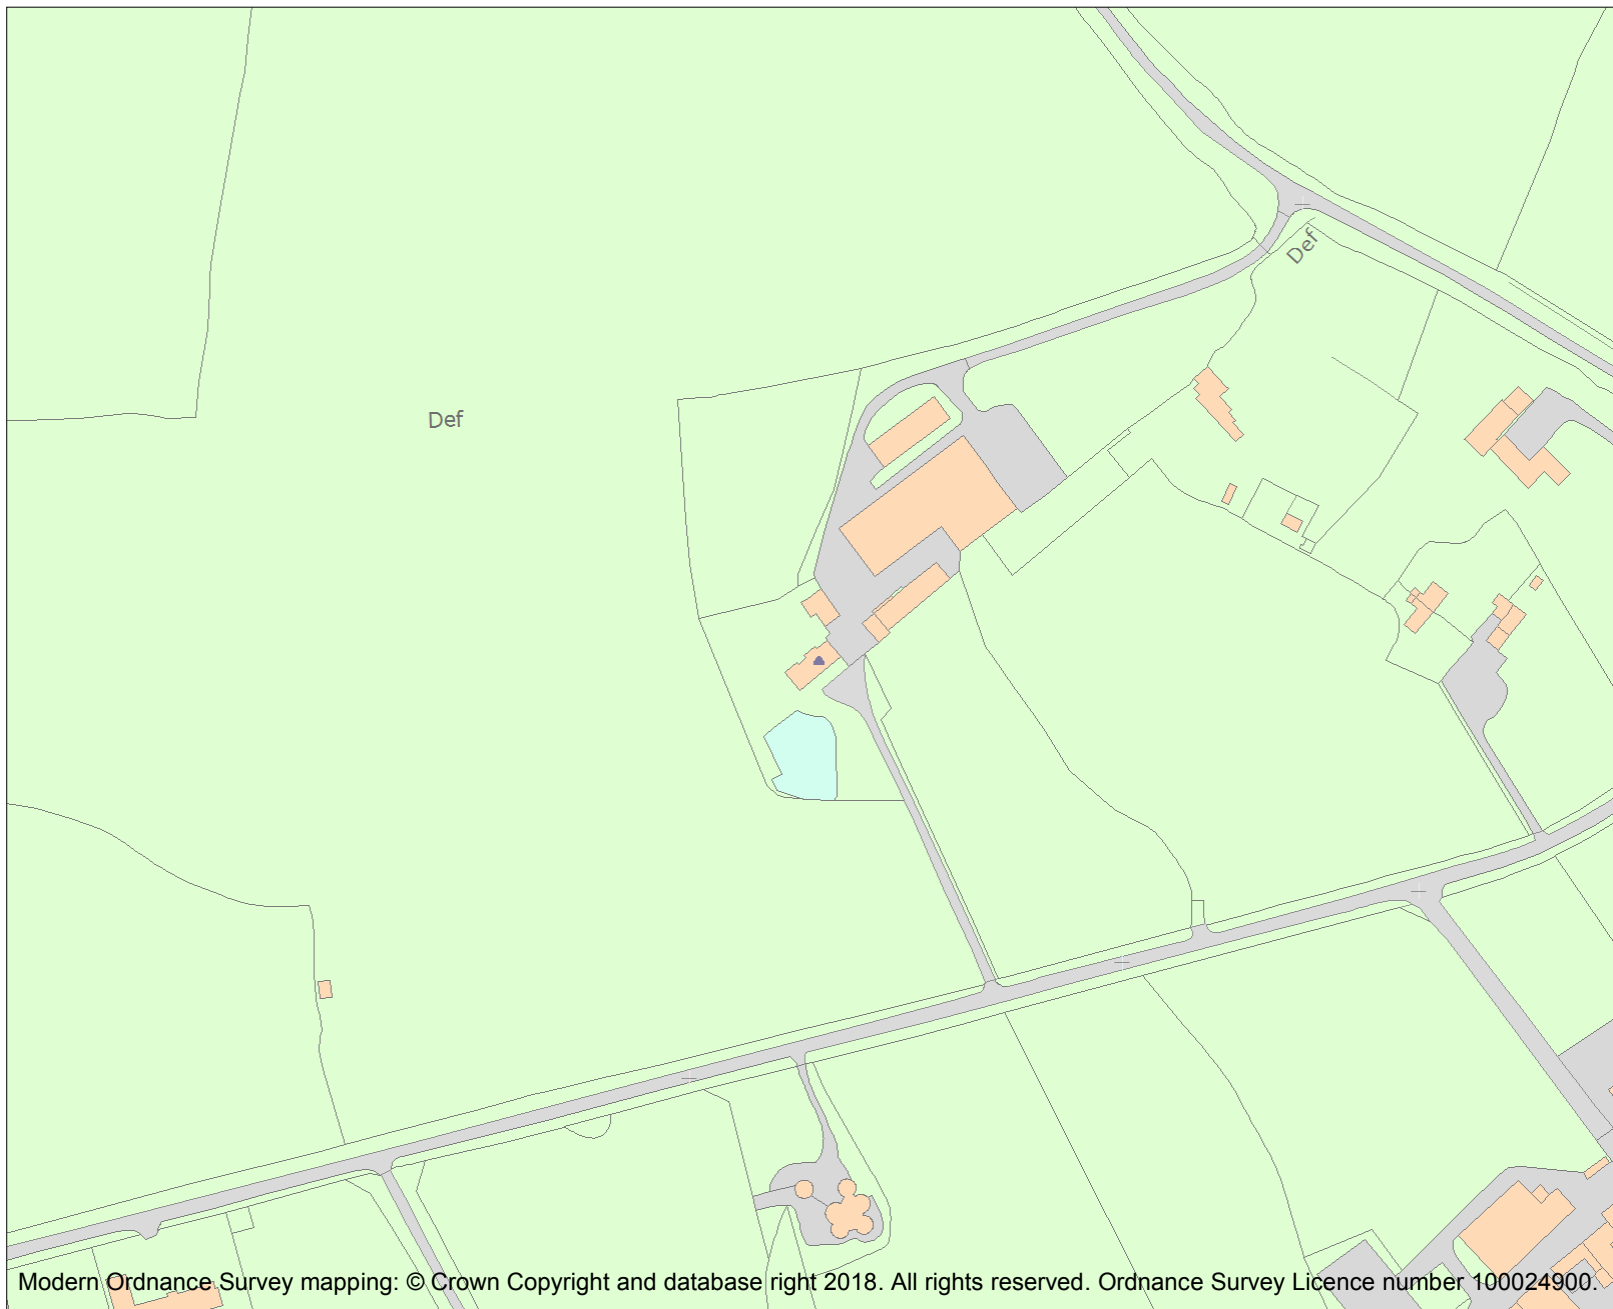 Def
Def
Modern Ordnance Survey mapping: © Crown Copyright and database right 2018. All rights reserved. Ordnance Survey Licence number 100024900.